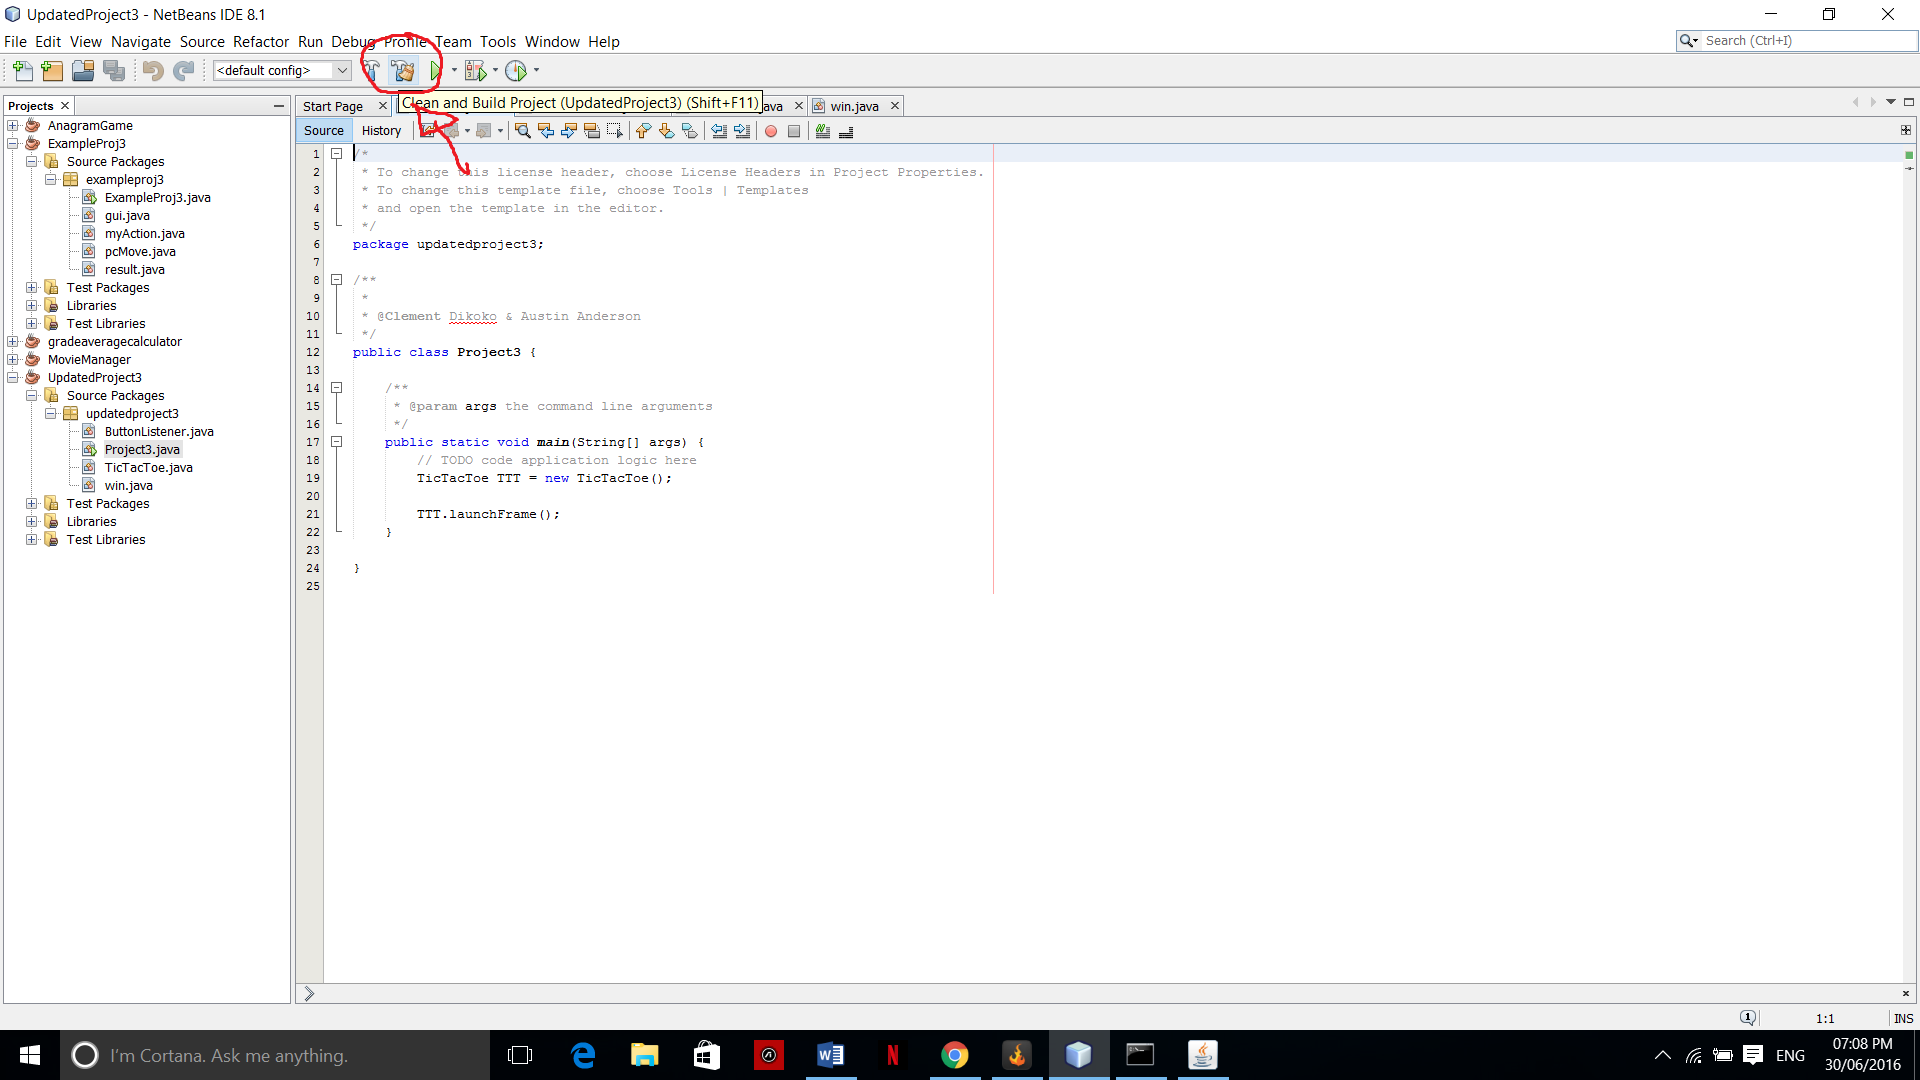 UpdatedProject3 - NetBeans IDE 8.1
File Edit View Navigate Source Refactor Run Debug Profile Team Tools Window Help
Search (Ctrl+I)
<default config>
Projects
Start Page
Clean and Build Project (UpdatedProject3) (Shift+F11)
ava
win.java
Source History
AnagramGame
ExampleProj3
Source Packages
exampleproj3
ExampleProj3.java
gui.java
myAction.java
pcMove.java
result.java
Test Packages
Libraries
Test Libraries
gradeaveragecalculator
MovieManager
UpdatedProject3
Source Packages
updatedproject3
ButtonListener.java
Project3.java
TicTacToe.java
win.java
Test Packages
Libraries
Test Libraries
1 /*
2 * To change this license header, choose License Headers in Project Properties.
3 * To change this template file, choose Tools | Templates
4 * and open the template in the editor.
5 */
6 package updatedproject3;
7
8 /**
9 *
10 * @Clement Dikoko & Austin Anderson
11 */
12 public class Project3 {
13
14 /**
15 * @param args the command line arguments
16 */
17 public static void main(String[] args) {
18 // TODO code application logic here
19 TicTacToe TTT = new TicTacToe();
20
21 TTT.launchFrame();
22 }
23
24 }
25
1
1:1
INS
I'm Cortana. Ask me anything.
ENG
07:08 PM
30/06/2016